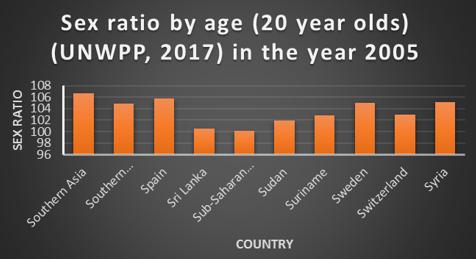 Sex ratio by age (20 year olds)
(UNWPP, 2017) in the year 2005
SEX RATIO
108
106
104
102
100
98
96
Southern Asia
Southern...
Spain
Sri Lanka
Sub-Saharan...
Sudan
Suriname
Sweden
Switzerland
Syria
COUNTRY